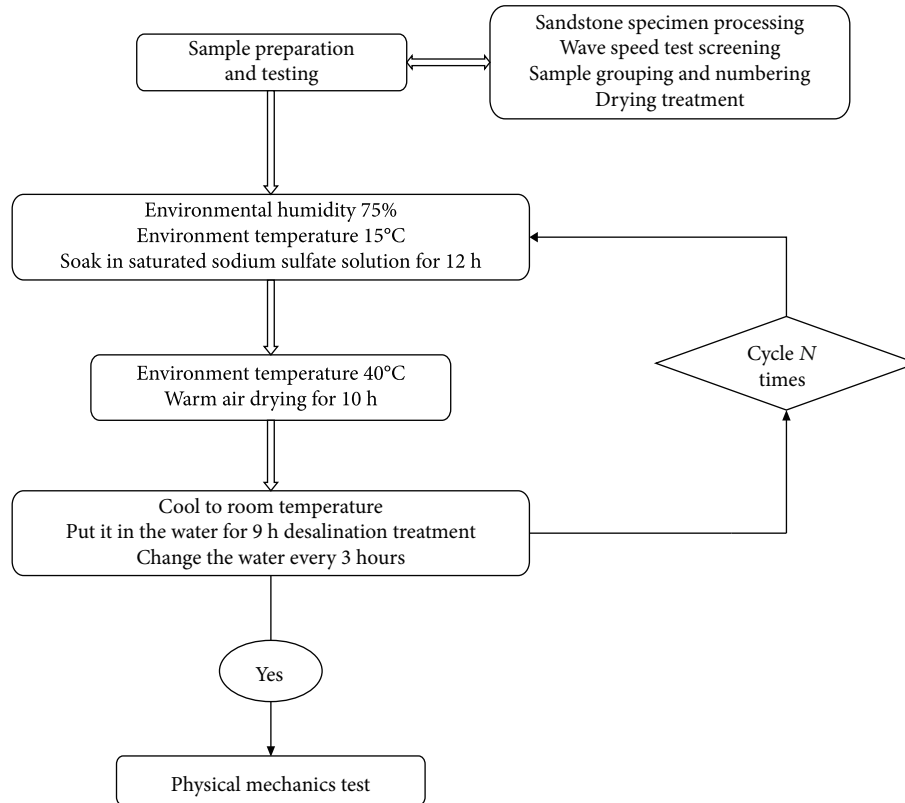 Sample preparation
and testing
Sandstone specimen processing
Wave speed test screening
Sample grouping and numbering
Drying treatment
Environmental humidity 75%
Environment temperature 15°C
Soak in saturated sodium sulfate solution for 12 h
Cycle N
times
Environment temperature 40°C
Warm air drying for 10 h
Cool to room temperature
Put it in the water for 9 h desalination treatment
Change the water every 3 hours
Yes
Physical mechanics test